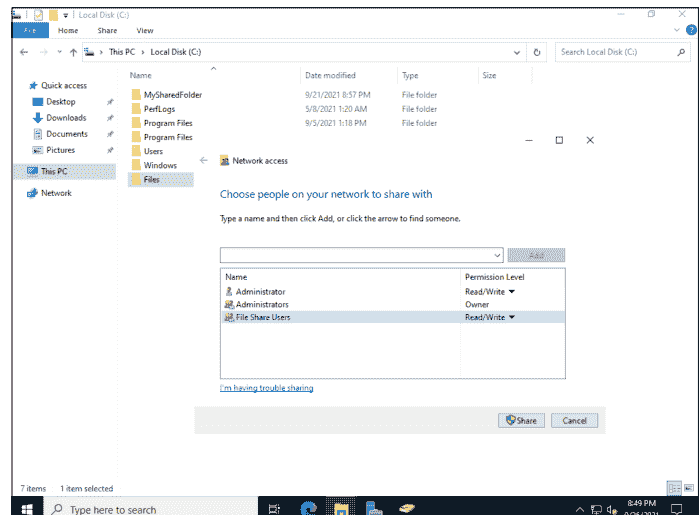 Local Disk (C:)
File Home Share View
This PC > Local Disk (C:)
Search Local Disk (C:)
Name Date modified Type Size
Quick access
Desktop
Downloads
Documents
Pictures
This PC
Network
MySharedFolder 9/21/2021 8:57 PM File folder
PerfLogs 5/8/2021 1:20 AM File folder
Program Files 9/5/2021 1:18 PM File folder
Program Files
Users
Windows
Files
Network access
Choose people on your network to share with
Type a name and then click Add, or click the arrow to find someone.
Add
Name Permission Level
Administrator Read/Write
Administrators Owner
File Share Users Read/Write
I'm having trouble sharing
Share Cancel
7 items 1 item selected
Type here to search
8:49 PM